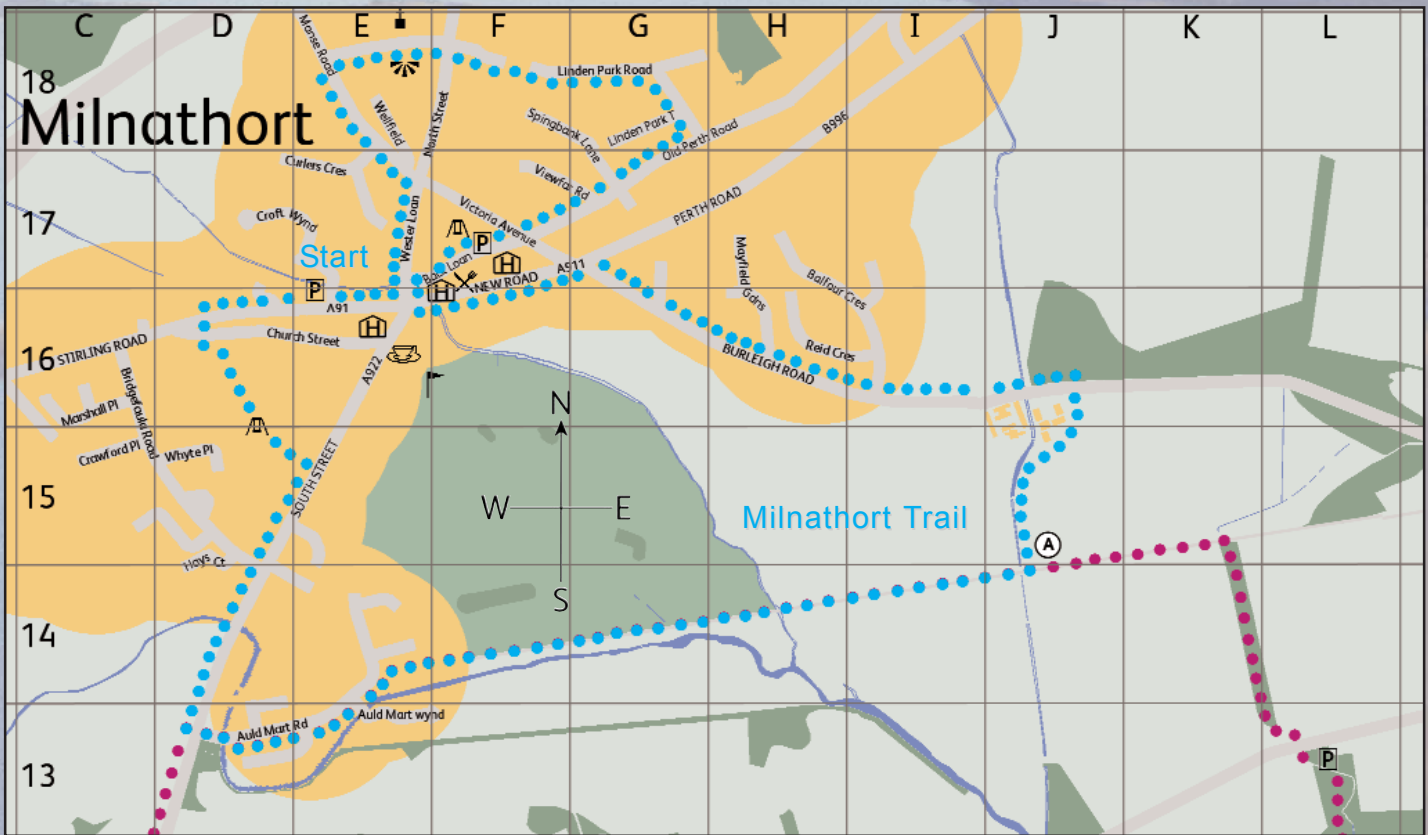 C D E F G H I J K L
18
Milnathort
Manse Road
Linden Park Road
Wellfield
North Street
Spingbank Lane
Linden Park T
Old Perth Road
B996
Curlers Cres
Viewfar Rd
17
Croft Wynd
Wester Loan
Victoria Avenue
PERTH ROAD
Start
P
Back Loan
P
H
A911
NEW ROAD
H
Mayfield Gdns
Balfour Cres
A91
16
STIRLING ROAD
Church Street
H
A922
Reid Cres
BURLEIGH ROAD
Bridgefauld Road
Marshall Pl
Crawford Pl
Whyte Pl
N
W E
S
15
SOUTH STREET
Milnathort Trail
A
Hays Ct
14
Auld Mart Rd
Auld Mart wynd
13
P